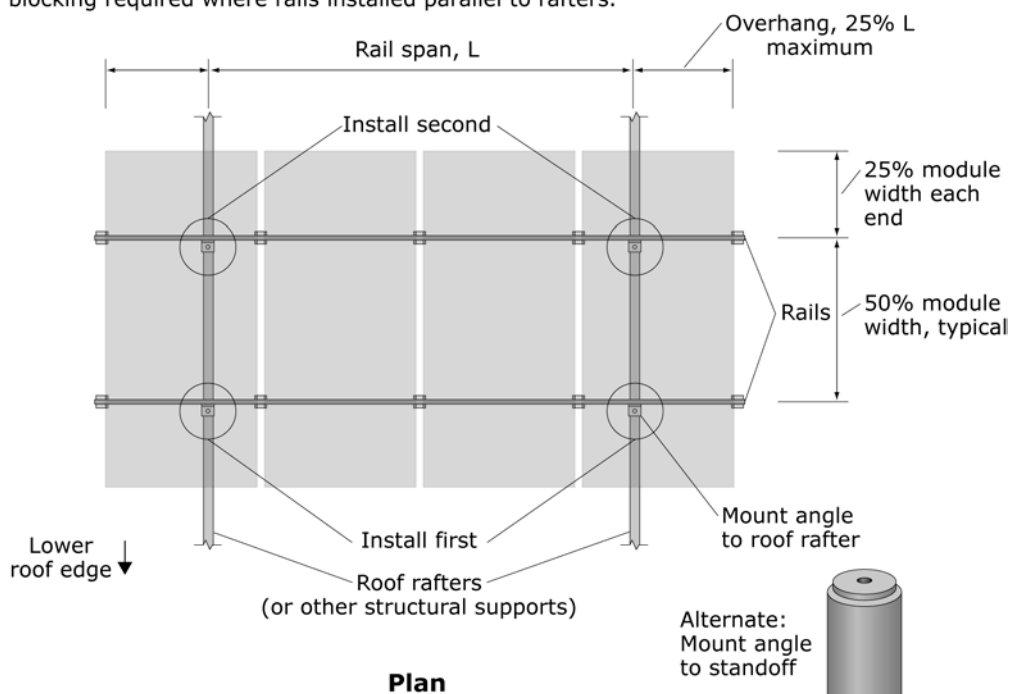 blocking required where rails installed parallel to rafters.
Overhang, 25% L
maximum
Rail span, L
Install second
25% module
width each
end
Rails
50% module
width, typical
Install first
Mount angle
to roof rafter
Lower
roof edge
Roof rafters
(or other structural supports)
Alternate:
Mount angle
to standoff
Plan